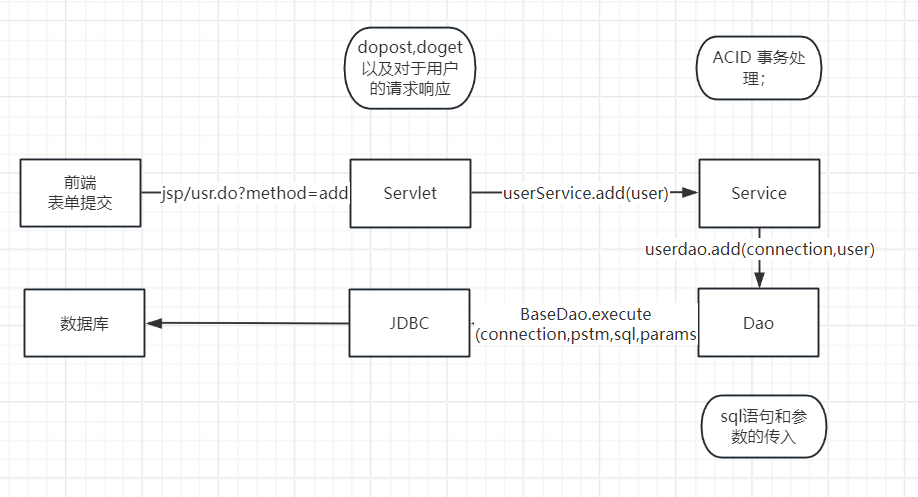 dopost,doget
以及对于用户
的请求响应
ACID 事务处
理；
前端
表单提交
jsp/usr.do?method=add
Servlet
userService.add(user)
Service
userdao.add(connection,user)
数据库
JDBC
BaseDao.execute
(connection,pstm,sql,params
Dao
sql语句和参
数的传入